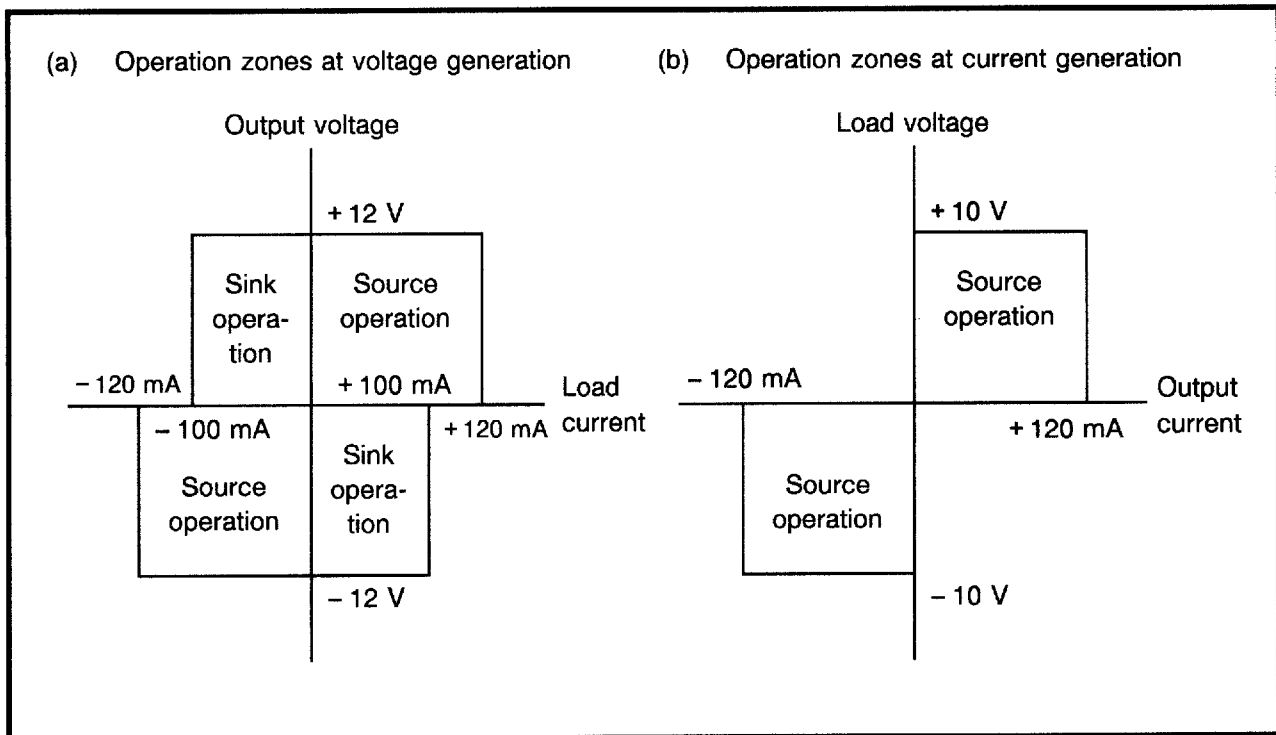 (a) Operation zones at voltage generation
Output voltage
+ 12 V
Sink
opera-
tion
Source
operation
− 120 mA
+ 100 mA
Load
current
− 100 mA
+ 120 mA
Source
operation
Sink
opera-
tion
− 12 V
(b) Operation zones at current generation
Load voltage
+ 10 V
Source
operation
− 120 mA
Output
current
+ 120 mA
Source
operation
− 10 V